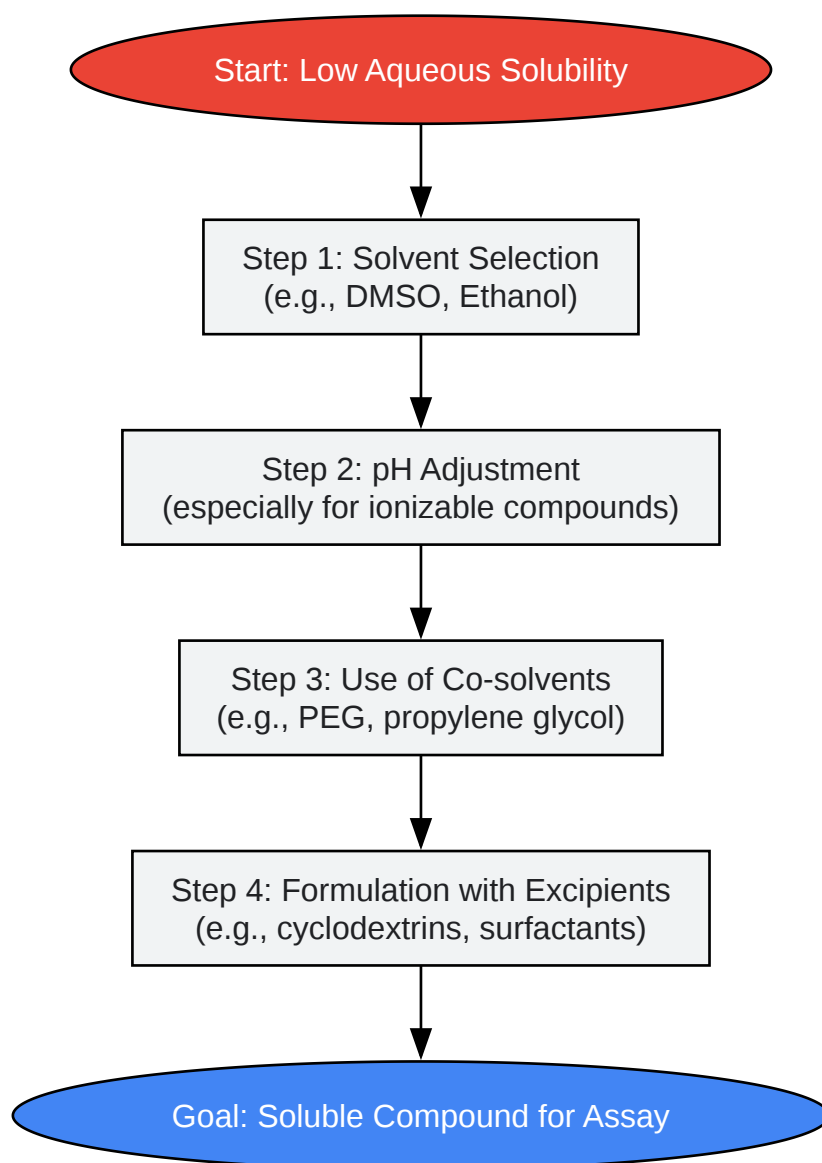 Start: Low Aqueous Solubility
Step 1: Solvent Selection
(e.g., DMSO, Ethanol)
Step 2: pH Adjustment
(especially for ionizable compounds)
Step 3: Use of Co-solvents
(e.g., PEG, propylene glycol)
Step 4: Formulation with Excipients
(e.g., cyclodextrins, surfactants)
Goal: Soluble Compound for Assay